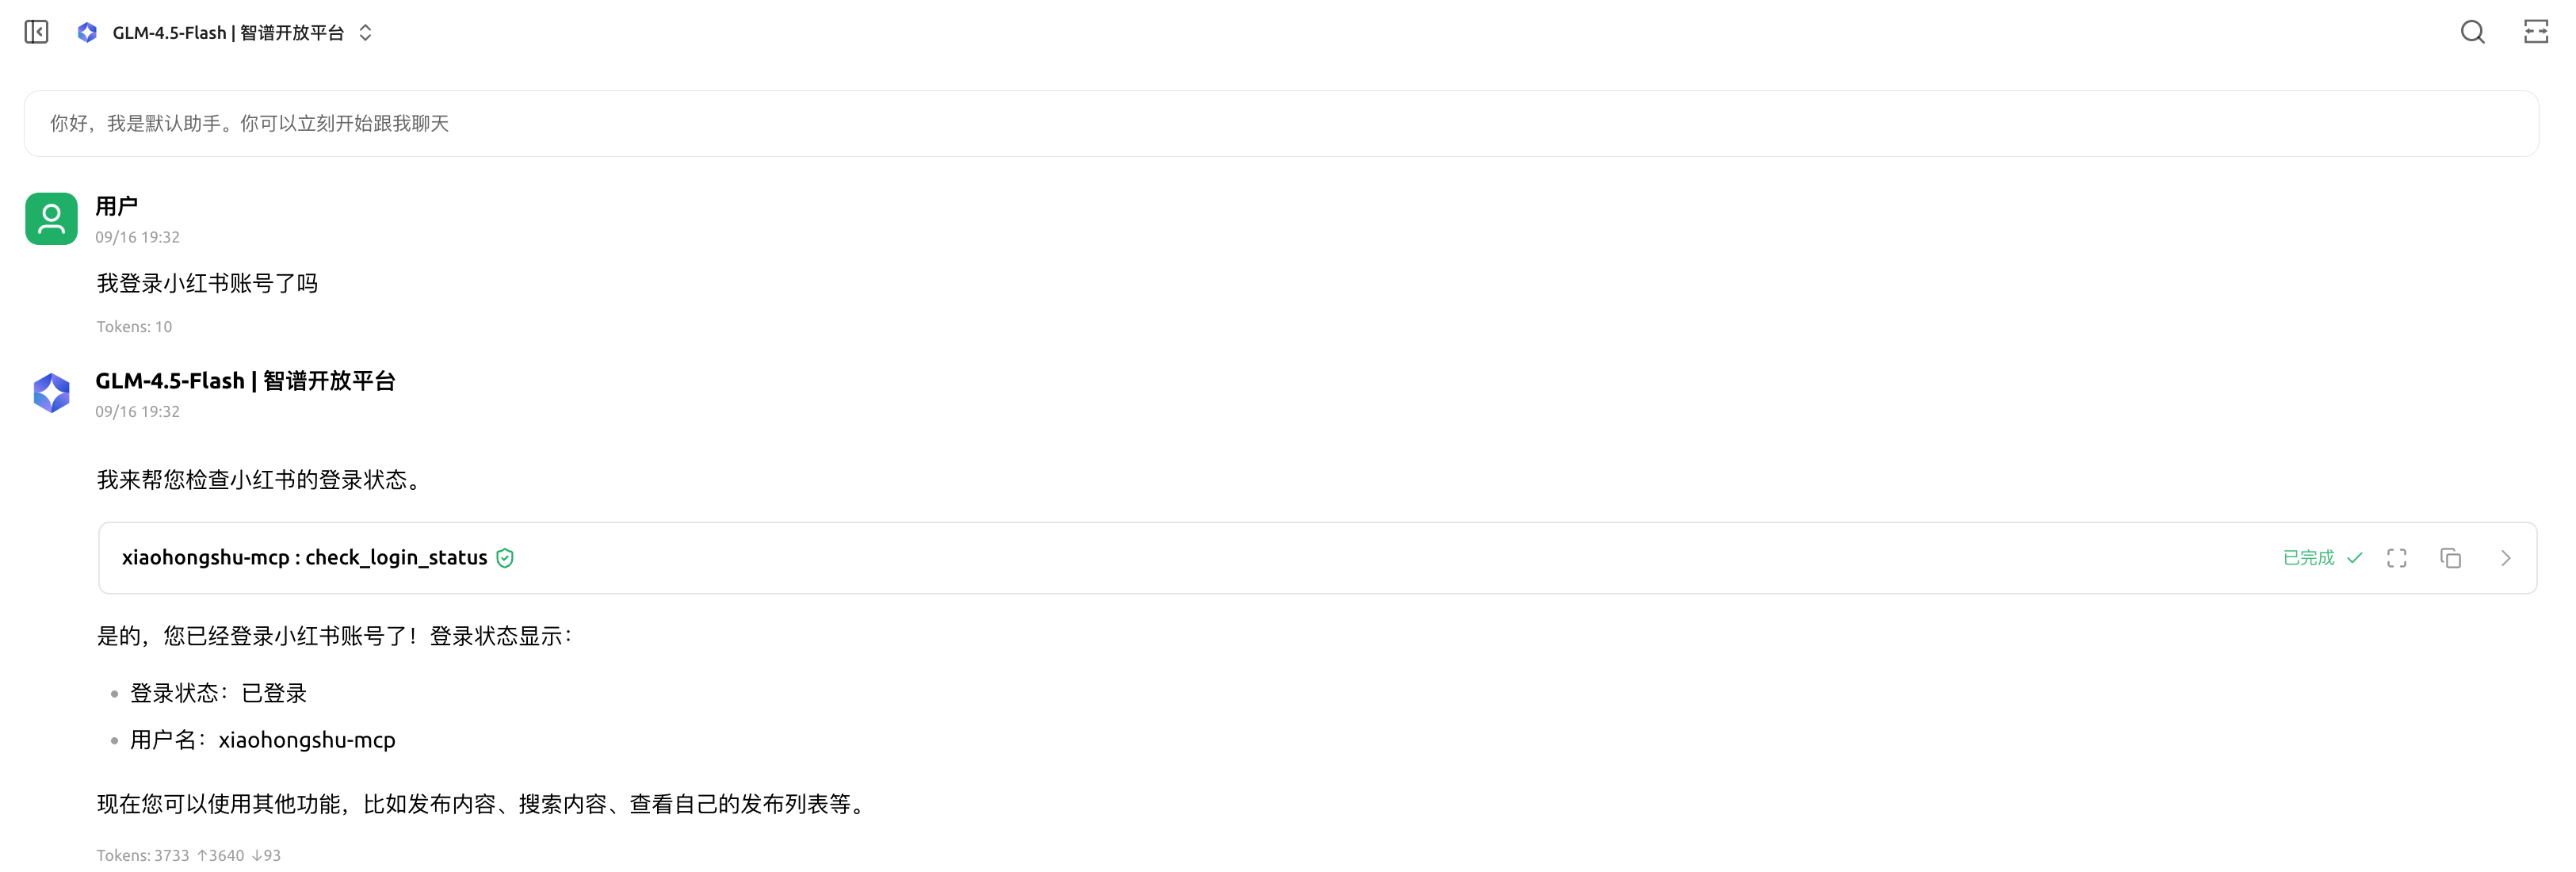 GLM-4.5-Flash | 智谱开放平台
你好，我是默认助手。你可以立刻开始跟我聊天
用户
09/16 19:32
我登录小红书账号了吗
Tokens: 10
GLM-4.5-Flash | 智谱开放平台
09/16 19:32
我来帮您检查小红书的登录状态。
xiaohongshu-mcp : check_login_status 已完成
是的，您已经登录小红书账号了！登录状态显示：
登录状态：已登录
用户名：xiaohongshu-mcp
现在您可以使用其他功能，比如发布内容、搜索内容、查看自己的发布列表等。
Tokens: 3733 ↑3640 ↓93